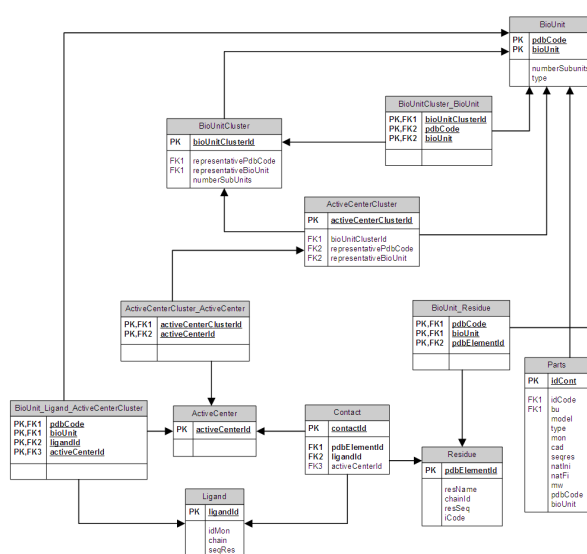 BioUnit
PK pdbCode
PK bioUnit
numberSubunits
type
BioUnitCluster_BioUnit
PK,FK1 bioUnitClusterId
PK,FK2 pdbCode
PK,FK2 bioUnit
BioUnitCluster
PK bioUnitClusterId
FK1 representativePdbCode
FK1 representativeBioUnit
numberSubUnits
ActiveCenterCluster
PK activeCenterClusterId
FK1 bioUnitClusterId
FK2 representativePdbCode
FK2 representativeBioUnit
ActiveCenterCluster_ActiveCenter
PK,FK1 activeCenterClusterId
PK,FK2 activeCenterId
BioUnit_Residue
PK,FK1 pdbCode
PK,FK1 bioUnit
PK,FK2 pdbElementId
Parts
PK idCont
FK1 idCode
FK1 bu
model
type
mon
cad
seqres
natIni
natFi
mw
pdbCode
bioUnit
BioUnit_Ligand_ActiveCenterCluster
PK,FK1 pdbCode
PK,FK1 bioUnit
PK,FK2 ligandId
PK,FK3 activeCenterId
ActiveCenter
PK activeCenterId
Contact
PK contactId
FK1 pdbElementId
FK2 ligandId
FK3 activeCenterId
Residue
PK pdbElementId
resName
chainId
resSeq
iCode
Ligand
PK ligandId
idMon
chain
seqRes